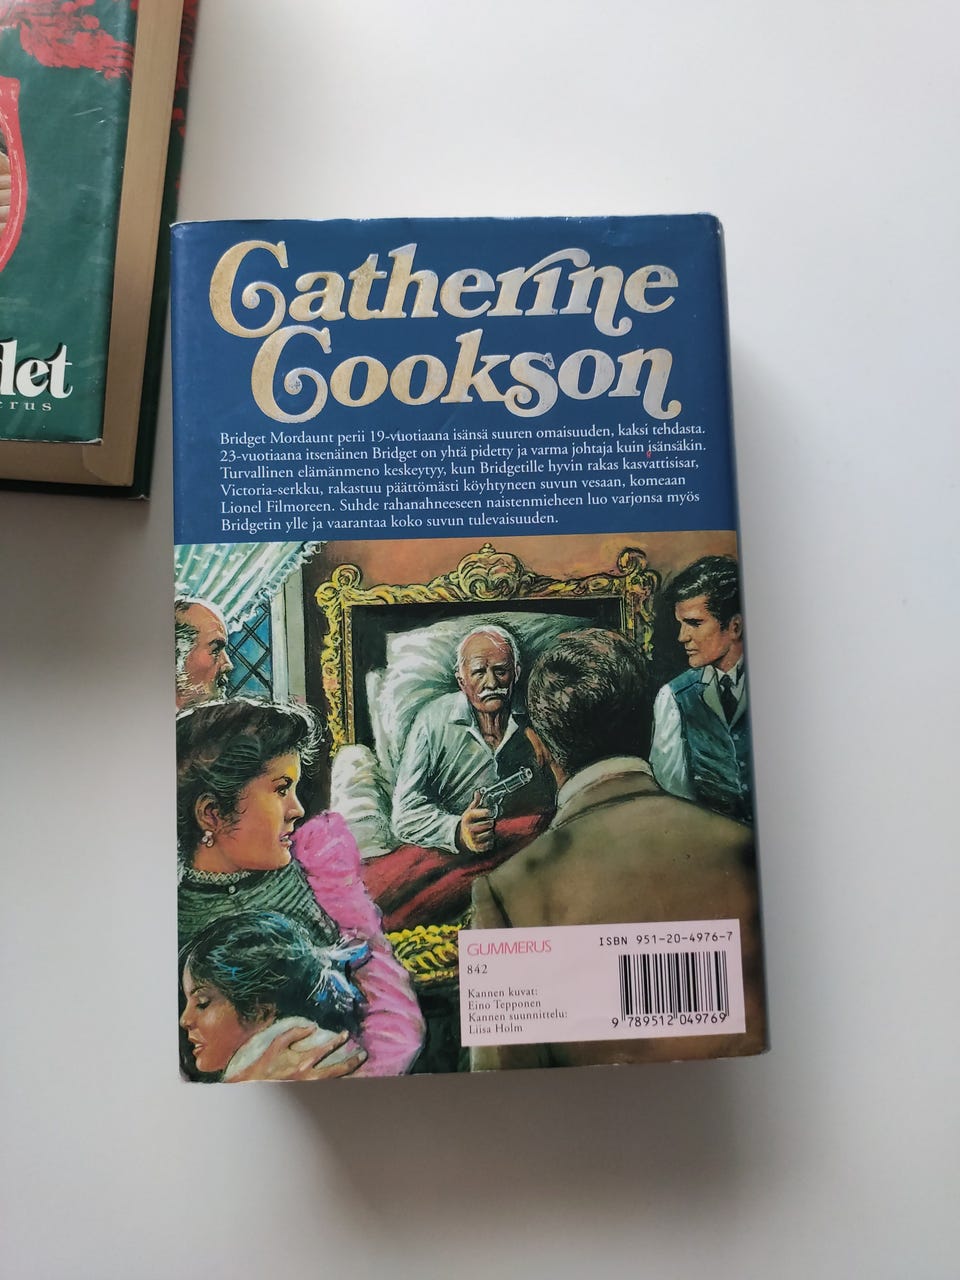 det
erus
Catherine
Cookson
Bridget Mordaunt perii 19-vuotiaana isänsä suuren omaisuuden, kaksi tehdasta.
23-vuotiaana itsenäinen Bridget on yhtä pidetty ja varma johtaja kuin isänsäkin.
Turvallinen elämänmeno keskeytyy, kun Bridgetille hyvin rakas kasvattisisar,
Victoria-serkku, rakastuu päättömästi köyhtyneen suvun vesaan, komeaan
Lionel Filmoreen. Suhde rahanahneeseen naistenmieheen luo varjonsa myös
Bridgetin ylle ja vaarantaa koko suvun tulevaisuuden.
GUMMERUS
842
Kannen kuvat:
Eino Tepponen
Kannen suunnittelu:
Liisa Holm
ISBN 951-20-4976-7
9 789512 049769